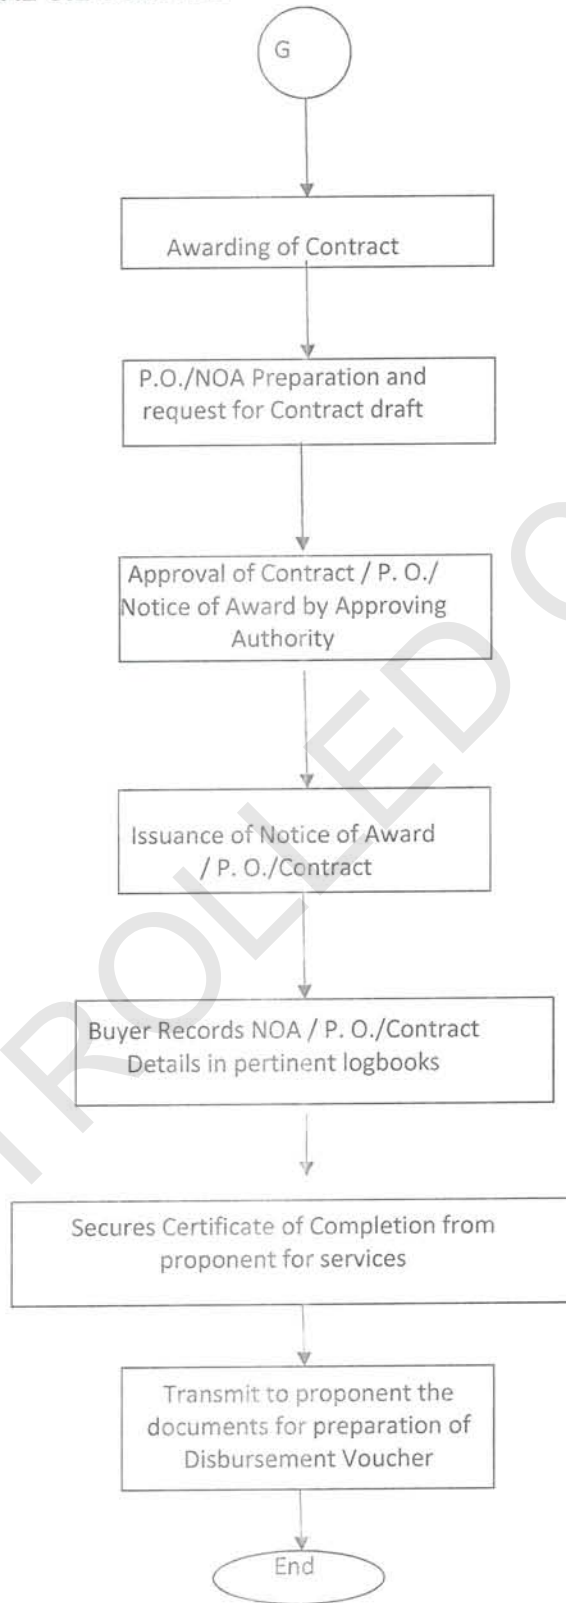 G
Awarding of Contract
P.O./NOA Preparation and
request for Contract draft
Approval of Contract / P. O./
Notice of Award by Approving
Authority
Issuance of Notice of Award
/ P. O./Contract
Buyer Records NOA / P. O./Contract
Details in pertinent logbooks
Secures Certificate of Completion from
proponent for services
Transmit to proponent the
documents for preparation of
Disbursement Voucher
End
TROLLED